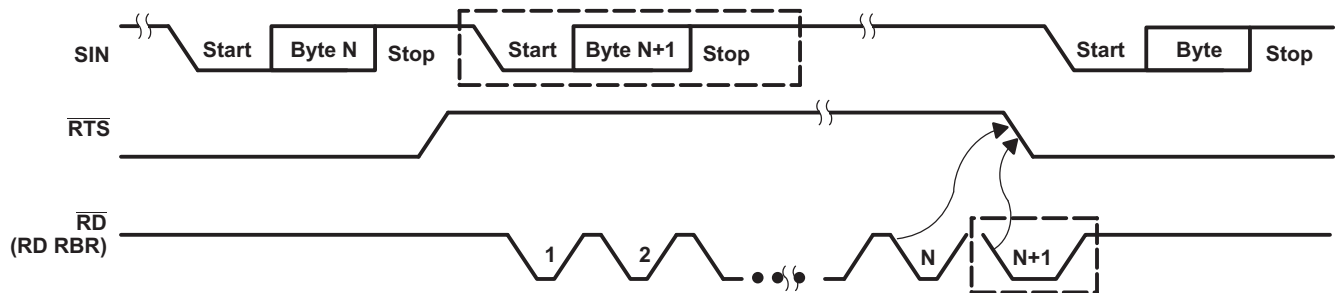 SIN
Start
Byte N
Stop
Start
Byte N+1
Stop
Start
Byte
Stop
RTS
RD
(RD RBR)
1
2
N
N+1